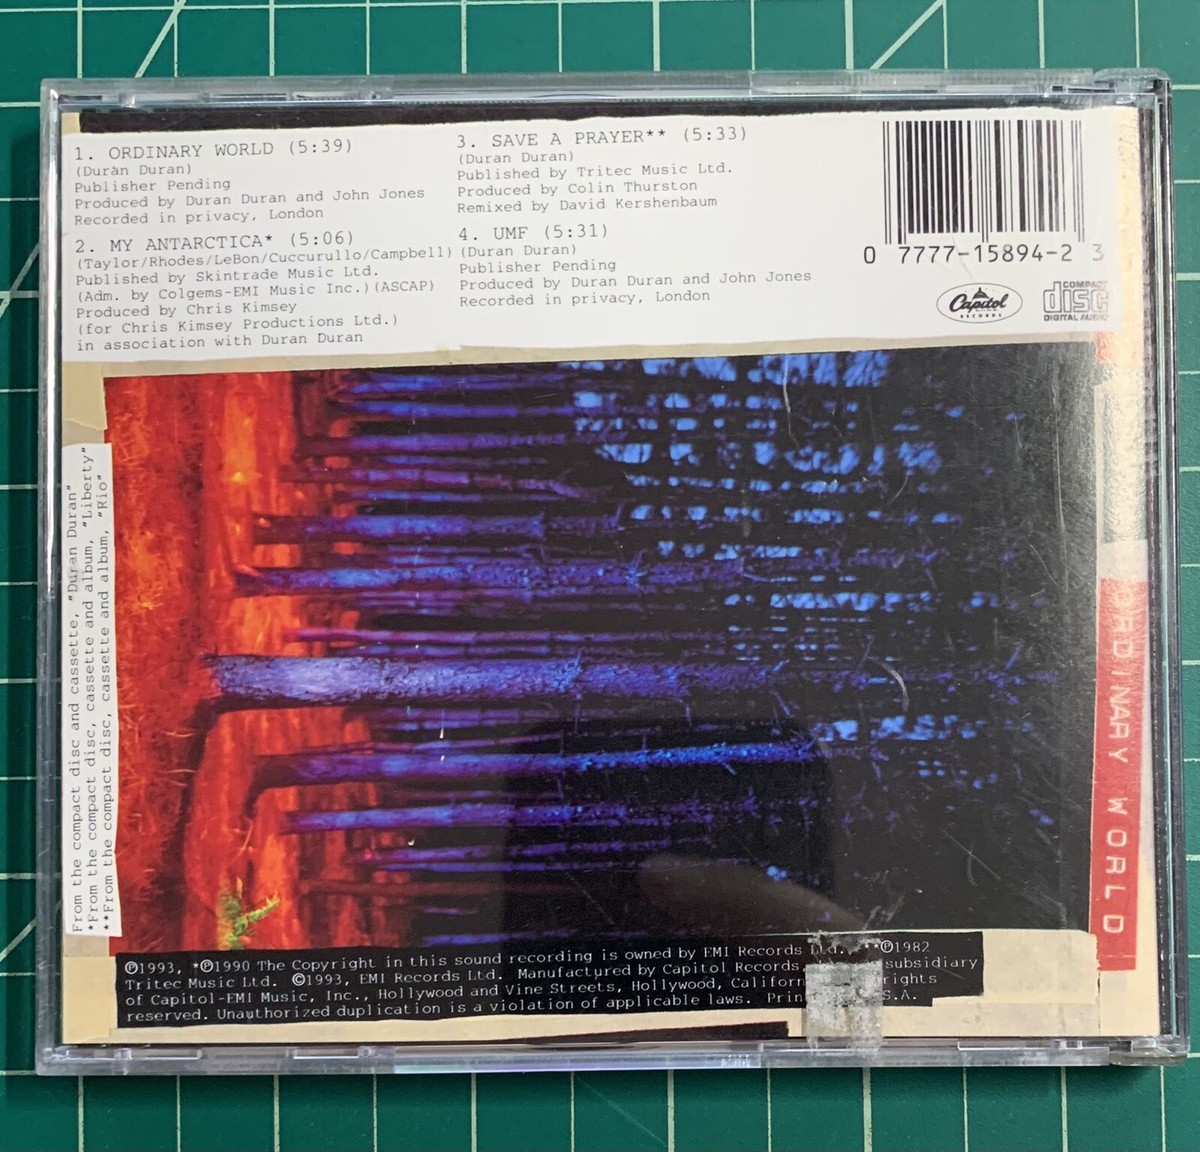 1. ORDINARY WORLD (5:39)
(Duran Duran)
Publisher Pending
Produced by Duran Duran and John Jones
Recorded in privacy, London
2. MY ANTARCTICA* (5:06)
(Taylor/Rhodes/LeBon/Cuccurullo/Campbell)
Published by Skintrade Music Ltd.
(Adm. by Colgems-EMI Music Inc.)(ASCAP)
Produced by Chris Kimsey
(for Chris Kimsey Productions Ltd.)
in association with Duran Duran
3. SAVE A PRAYER** (5:33)
(Duran Duran)
Published by Tritec Music Ltd.
Produced by Colin Thurston
Remixed by David Kershenbaum
4. UMF (5:31)
(Duran Duran)
Publisher Pending
Produced by Duran Duran and John Jones
Recorded in privacy, London
0 7777-15894-2 3
Capitol
RECORDS
COMPACT
disc
DIGITAL AUDIO
From the compact disc and cassette, "Duran Duran"
*From the compact disc, cassette and album, "Liberty"
**From the compact disc, cassette and album, "Rio"
ORDINARY WORLD
℗1993, *℗1990 The Copyright in this sound recording is owned by EMI Records Ltd. **℗1982
Tritec Music Ltd. ©1993, EMI Records Ltd. Manufactured by Capitol Records, subsidiary
of Capitol-EMI Music, Inc., Hollywood and Vine Streets, Hollywood, rights
reserved. Unauthorized duplication is a violation of applicable laws. S.A.